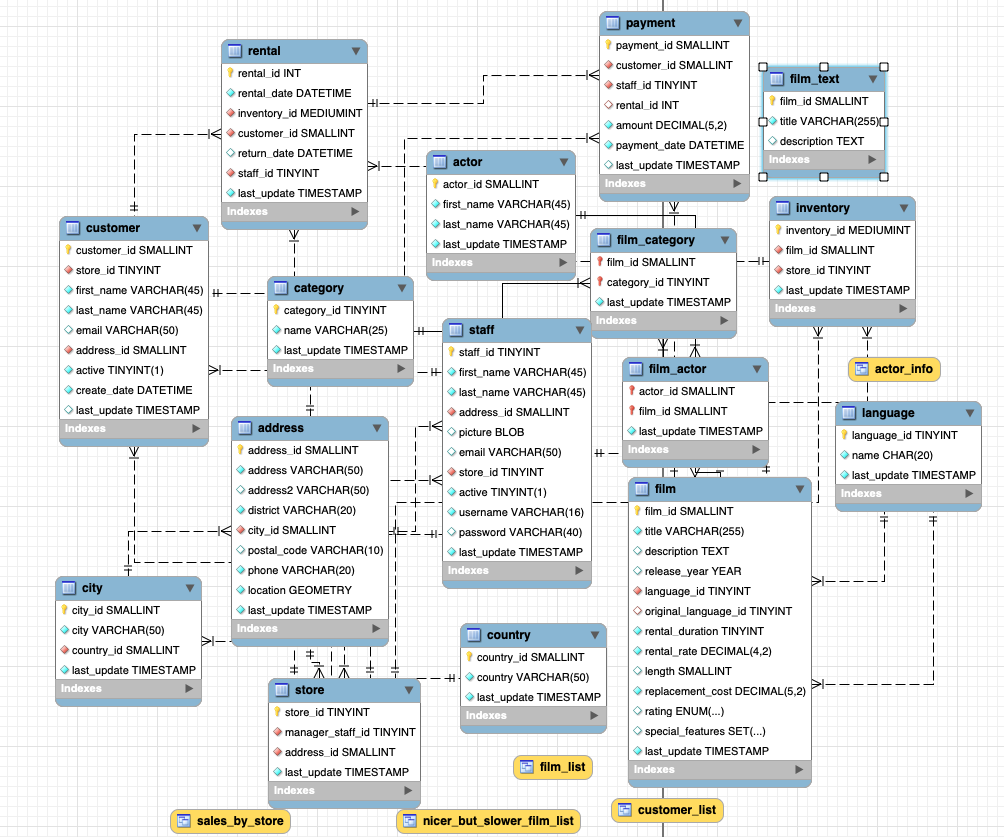 payment
payment_id SMALLINT
customer_id SMALLINT
staff_id TINYINT
rental_id INT
amount DECIMAL(5,2)
payment_date DATETIME
last_update TIMESTAMP
Indexes
rental
rental_id INT
rental_date DATETIME
inventory_id MEDIUMINT
customer_id SMALLINT
return_date DATETIME
staff_id TINYINT
last_update TIMESTAMP
Indexes
film_text
film_id SMALLINT
title VARCHAR(255)
description TEXT
Indexes
actor
actor_id SMALLINT
first_name VARCHAR(45)
last_name VARCHAR(45)
last_update TIMESTAMP
Indexes
inventory
inventory_id MEDIUMINT
film_id SMALLINT
store_id TINYINT
last_update TIMESTAMP
Indexes
customer
customer_id SMALLINT
store_id TINYINT
first_name VARCHAR(45)
last_name VARCHAR(45)
email VARCHAR(50)
address_id SMALLINT
active TINYINT(1)
create_date DATETIME
last_update TIMESTAMP
Indexes
film_category
film_id SMALLINT
category_id TINYINT
last_update TIMESTAMP
Indexes
category
category_id TINYINT
name VARCHAR(25)
last_update TIMESTAMP
Indexes
staff
staff_id TINYINT
first_name VARCHAR(45)
last_name VARCHAR(45)
address_id SMALLINT
picture BLOB
email VARCHAR(50)
store_id TINYINT
active TINYINT(1)
username VARCHAR(16)
password VARCHAR(40)
last_update TIMESTAMP
Indexes
film_actor
actor_id SMALLINT
film_id SMALLINT
last_update TIMESTAMP
Indexes
actor_info
language
language_id TINYINT
name CHAR(20)
last_update TIMESTAMP
Indexes
address
address_id SMALLINT
address VARCHAR(50)
address2 VARCHAR(50)
district VARCHAR(20)
city_id SMALLINT
postal_code VARCHAR(10)
phone VARCHAR(20)
location GEOMETRY
last_update TIMESTAMP
Indexes
film
film_id SMALLINT
title VARCHAR(255)
description TEXT
release_year YEAR
language_id TINYINT
original_language_id TINYINT
rental_duration TINYINT
rental_rate DECIMAL(4,2)
length SMALLINT
replacement_cost DECIMAL(5,2)
rating ENUM(...)
special_features SET(...)
last_update TIMESTAMP
Indexes
city
city_id SMALLINT
city VARCHAR(50)
country_id SMALLINT
last_update TIMESTAMP
Indexes
country
country_id SMALLINT
country VARCHAR(50)
last_update TIMESTAMP
Indexes
store
store_id TINYINT
manager_staff_id TINYINT
address_id SMALLINT
last_update TIMESTAMP
Indexes
film_list
customer_list
sales_by_store
nicer_but_slower_film_list